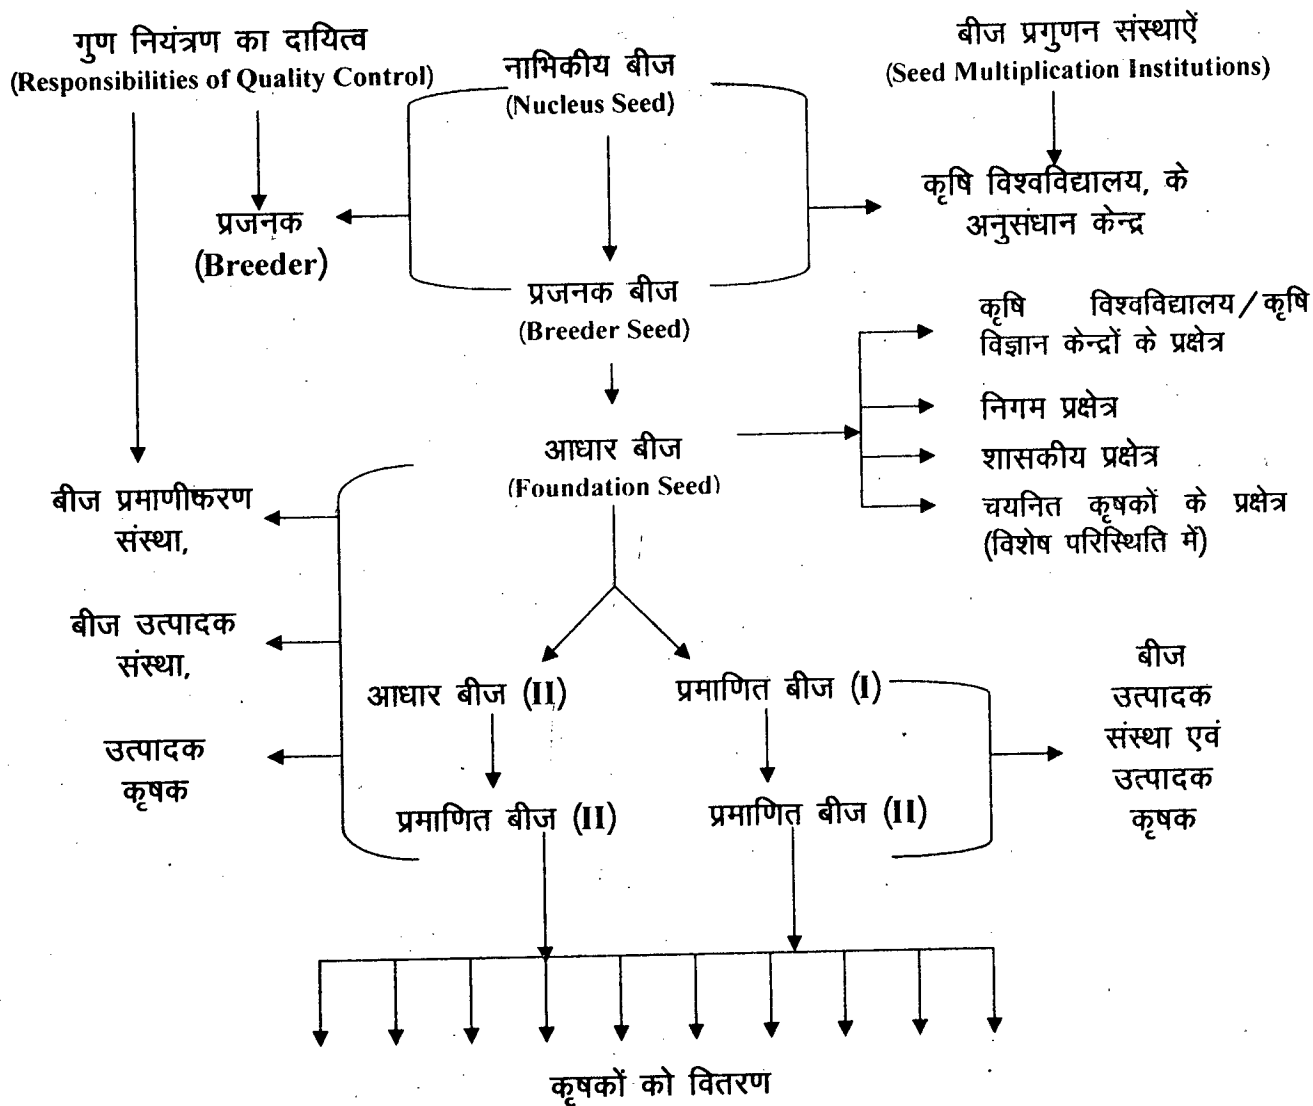 गुण नियंत्रण का दायित्व
(Responsibilities of Quality Control)
नाभिकीय बीज
(Nucleus Seed)
बीज प्रगुणन संस्थाऐं
(Seed Multiplication Institutions)
प्रजनक
(Breeder)
कृषि विश्वविद्यालय, के
अनुसंधान केन्द्र
प्रजनक बीज
(Breeder Seed)
कृषि विश्वविद्यालय/कृषि
विज्ञान केन्द्रों के प्रक्षेत्र
निगम प्रक्षेत्र
आधार बीज
(Foundation Seed)
शासकीय प्रक्षेत्र
चयनित कृषकों के प्रक्षेत्र
(विशेष परिस्थिति में)
बीज प्रमाणीकरण
संस्था,
बीज उत्पादक
संस्था,
उत्पादक
कृषक
आधार बीज (II)
प्रमाणित बीज (I)
प्रमाणित बीज (II)
प्रमाणित बीज (II)
बीज
उत्पादक
संस्था एवं
उत्पादक
कृषक
कृषकों को वितरण